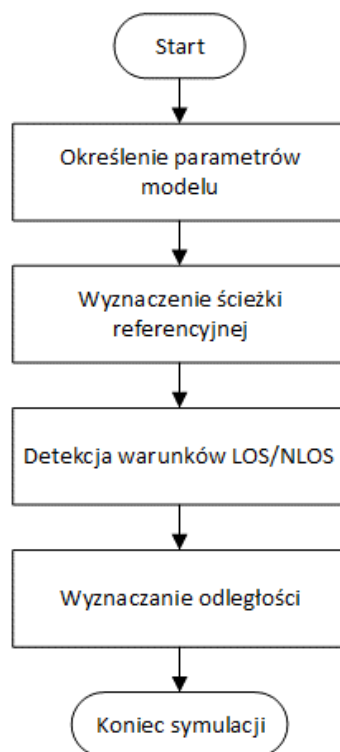 Start
Określenie parametrów
modelu
Wyznaczenie ścieżki
referencyjnej
Detekcja warunków LOS/NLOS
Wyznaczanie odległości
Koniec symulacji